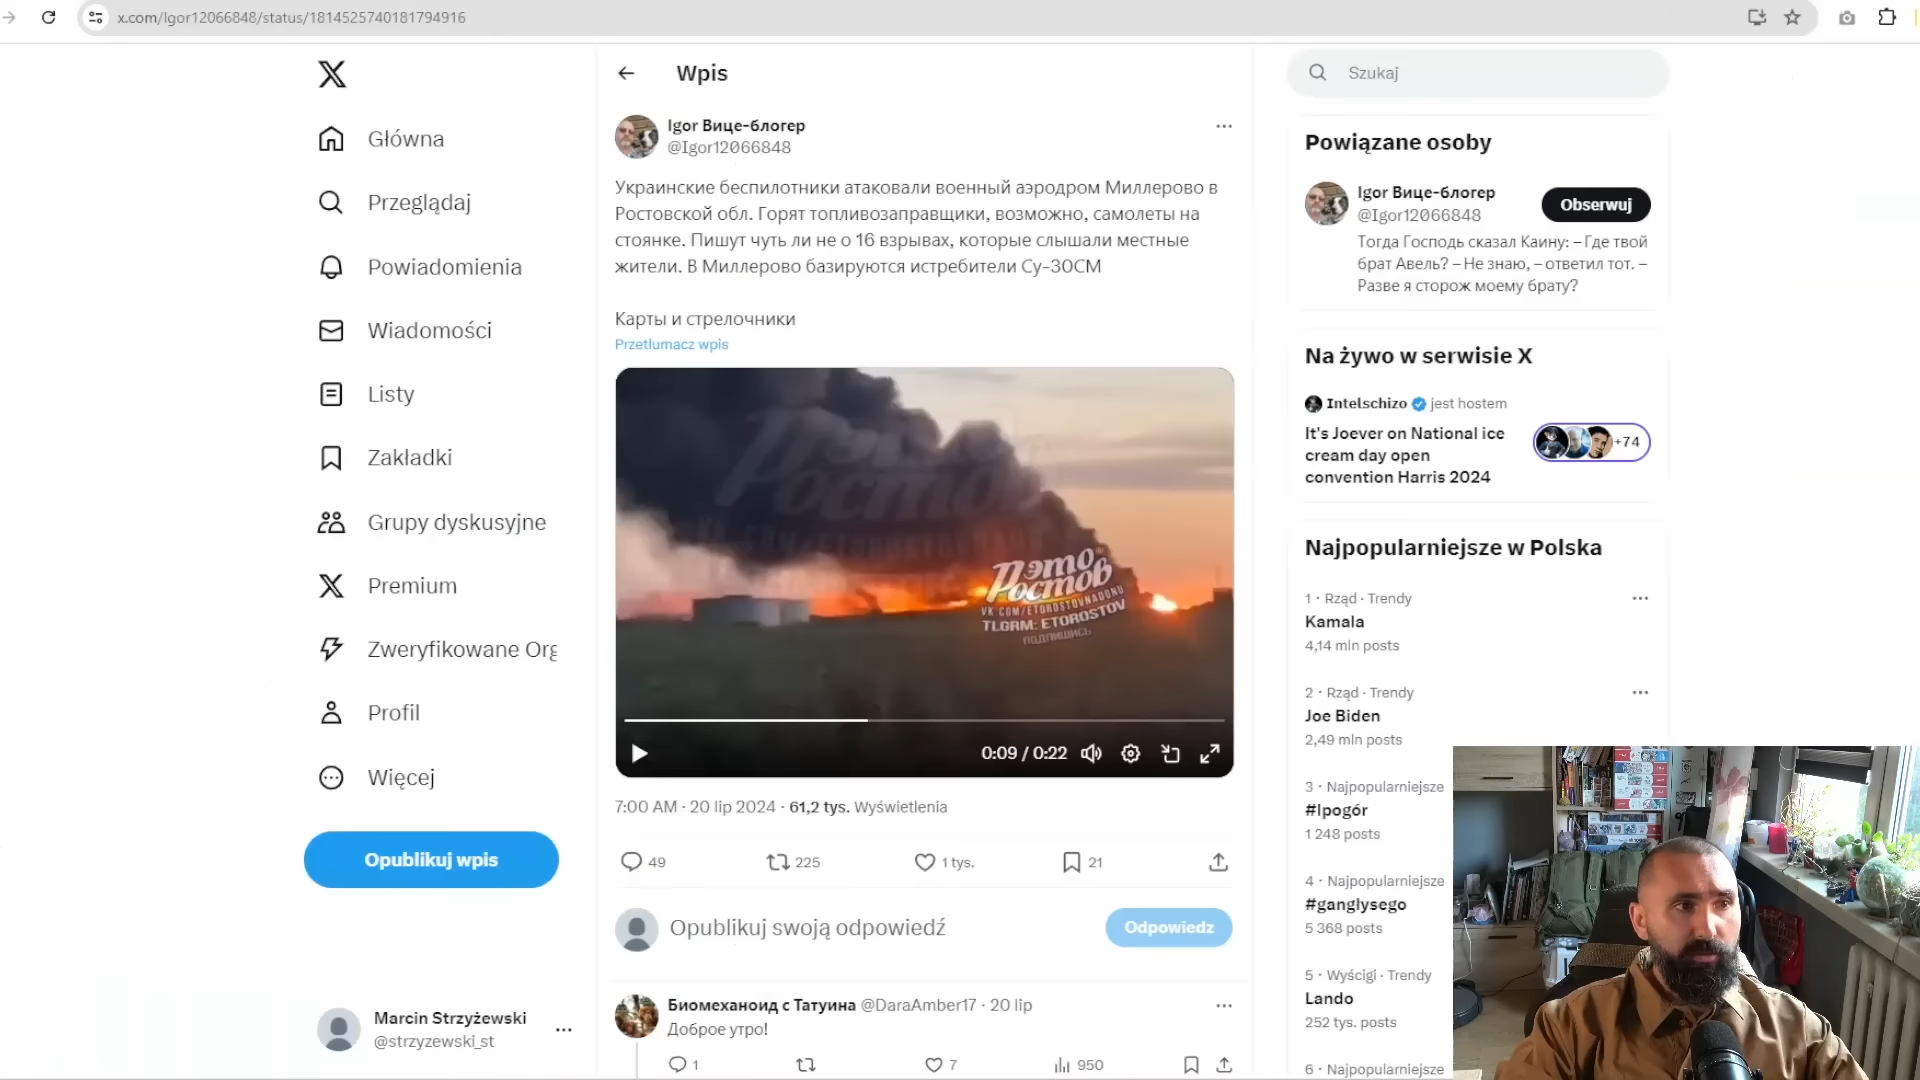 x.com/Igor12066848/status/1814525740181794916
Główna
Przeglądaj
Powiadomienia
Wiadomości
Listy
Zakładki
Grupy dyskusyjne
Premium
Zweryfikowane Org
Profil
Więcej
Opublikuj wpis
Marcin Strzyżewski
@strzyzewski_st
Wpis
Igor Вице-блогер
@Igor12066848
Украинские беспилотники атаковали военный аэродром Миллерово в
Ростовской обл. Горят топливозаправщики, возможно, самолеты на
стоянке. Пишут чуть ли не о 16 взрывах, которые слышали местные
жители. В Миллерово базируются истребители Су-30СМ
Карты и стрелочники
Przetłumacz wpis
Это
Ростов
VK.COM/ETOROSTOVNADONU
TLGRM: ETOROSTOV
ПОДПИШИСЬ
0:09 / 0:22
7:00 AM · 20 lip 2024 · 61,2 tys. Wyświetlenia
49 225 1 tys. 21
Opublikuj swoją odpowiedź
Odpowiedz
Биомеханоид с Татуина @DaraAmber17 · 20 lip
Доброе утро!
1 7 950
Szukaj
Powiązane osoby
Igor Вице-блогер
@Igor12066848
Obserwuj
Тогда Господь сказал Каину: – Где твой
брат Авель? – Не знаю, – ответил тот. –
Разве я сторож моему брату?
Na żywo w serwisie X
Intelschizo jest hostem
It's Joever on National ice
cream day open
convention Harris 2024
+74
Najpopularniejsze w Polska
1 · Rząd · Trendy
Kamala
4,14 mln posts
2 · Rząd · Trendy
Joe Biden
2,49 mln posts
3 · Najpopularniejsze
#Ipogór
1 248 posts
4 · Najpopularniejsze
#ganglysego
5 368 posts
5 · Wyścigi · Trendy
Lando
252 tys. posts
6 · Najpopularniejsze